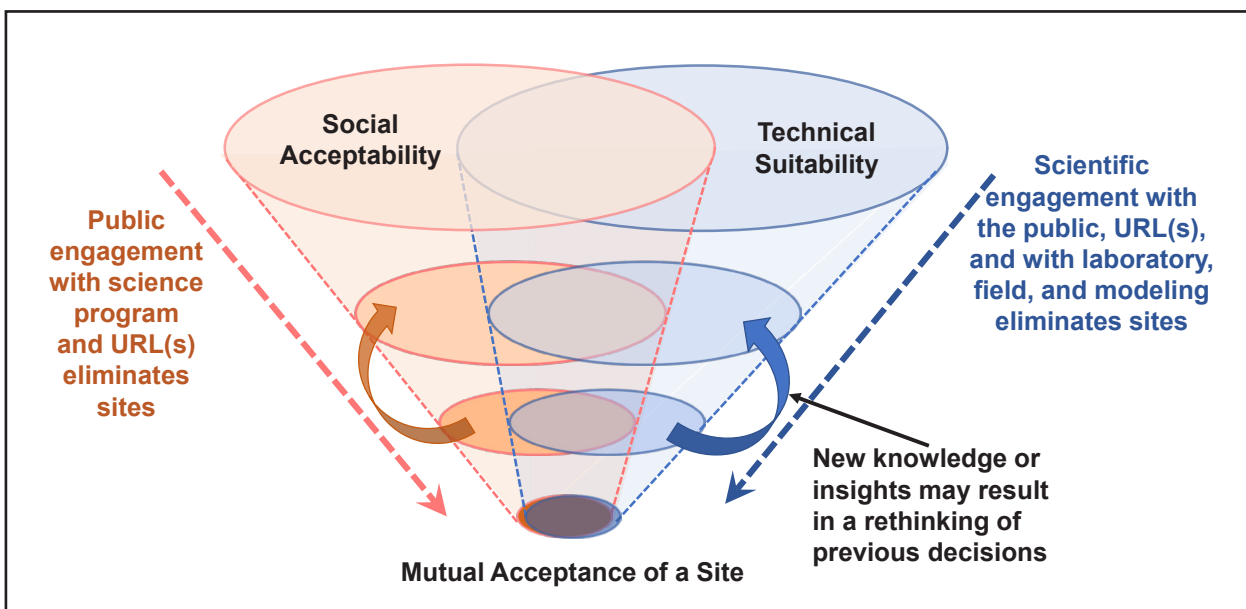 Social
Acceptability
Technical
Suitability
Public
engagement
with science
program
and URL(s)
eliminates
sites
Scientific
engagement with
the public, URL(s),
and with laboratory,
field, and modeling
eliminates sites
New knowledge or
insights may result
in a rethinking of
previous decisions
Mutual Acceptance of a Site